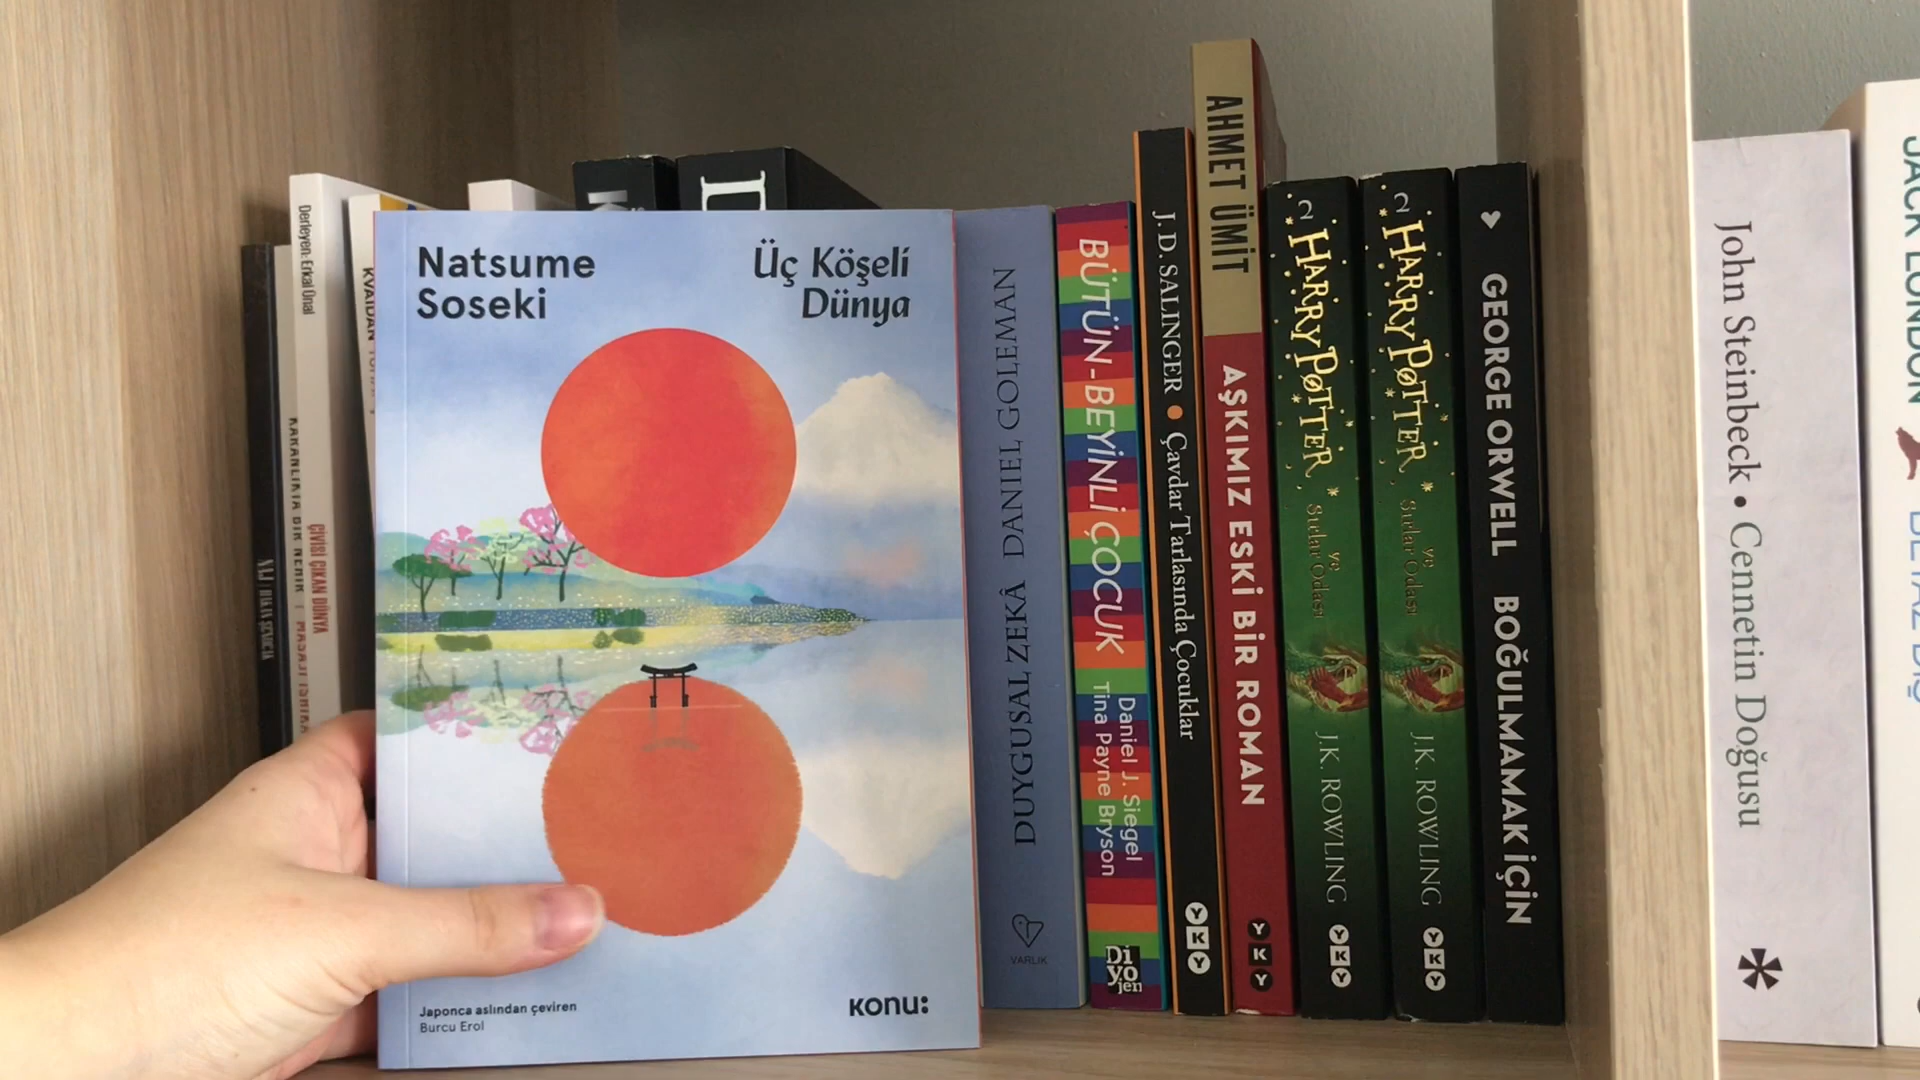 Natsume
Soseki
Üç Köşeli
Dünya
Japonca aslından çeviren
Burcu Erol
KONU:
Derleyen: Erkal Ünal
ÇİVİSİ ÇIKAN DÜNYA
KVAIDAN
DUYGUSAL ZEKÂ DANIEL GOLEMAN
VARLIK
BÜTÜN-BEYİNLİ ÇOCUK
Daniel J. Siegel
Tina Payne Bryson
Diyojen
J. D. SALINGER • Çavdar Tarlasında Çocuklar
YKY
AHMET ÜMİT
AŞKIMIZ ESKİ BİR ROMAN
YKY
2
HARRY POTTER
ve
Sırlar Odası
J.K. ROWLING
YKY
2
HARRY POTTER
ve
Sırlar Odası
J.K. ROWLING
YKY
GEORGE ORWELL BOĞULMAMAK İÇİN
John Steinbeck • Cennetin Doğusu
JACK LONDON
BEYAZ DİŞ